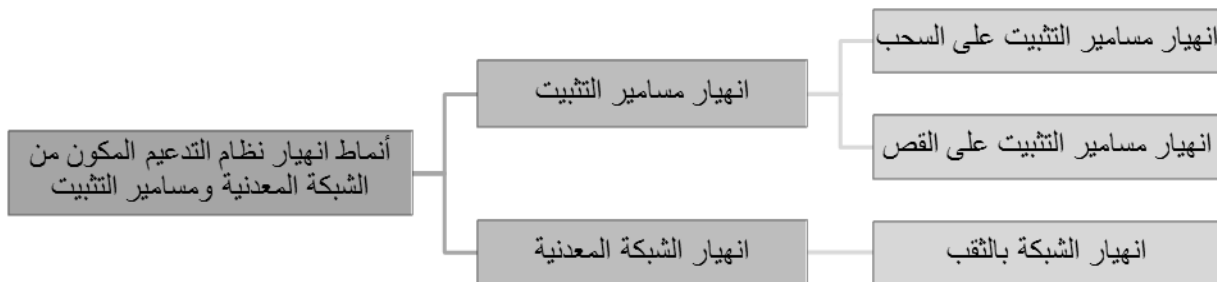 أنماط انهيار نظام التدعيم المكون من
الشبكة المعدنية ومسامير التثبيت
انهيار مسامير التثبيت
انهيار مسامير التثبيت على السحب
انهيار مسامير التثبيت على القص
انهيار الشبكة المعدنية
انهيار الشبكة بالثقب